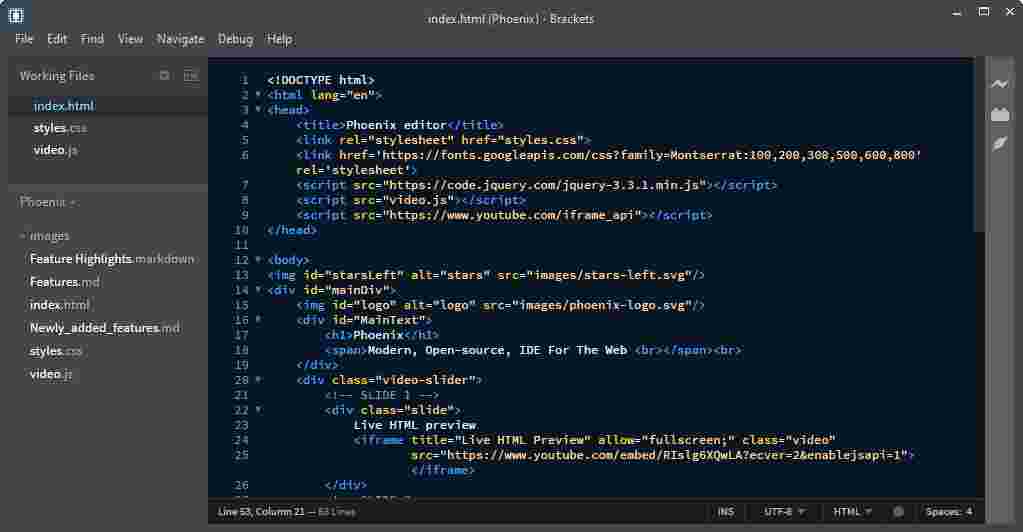 index.html (Phoenix) - Brackets
File Edit Find View Navigate Debug Help
Working Files
index.html
styles.css
video.js
Phoenix
images
Feature Highlights.markdown
Features.md
index.html
Newly_added_features.md
styles.css
video.js
1 <!DOCTYPE html>
2 <html lang="en">
3 <head>
4 <title>Phoenix editor</title>
5 <link rel="stylesheet" href="styles.css">
6 <link href='https://fonts.googleapis.com/css?family=Montserrat:100,200,300,500,600,800'
rel='stylesheet'>
7 <script src="https://code.jquery.com/jquery-3.3.1.min.js"></script>
8 <script src="video.js"></script>
9 <script src="https://www.youtube.com/iframe_api"></script>
10 </head>
11
12 <body>
13 <img id="starsLeft" alt="stars" src="images/stars-left.svg"/>
14 <div id="mainDiv">
15 <img id="logo" alt="logo" src="images/phoenix-logo.svg"/>
16 <div id="MainText">
17 <h1>Phoenix</h1>
18 <span>Modern, Open-source, IDE For The Web <br></span><br>
19 </div>
20 <div class="video-slider">
21 <!-- SLIDE 1 -->
22 <div class="slide">
23 Live HTML preview
24 <iframe title="Live HTML Preview" allow="fullscreen;" class="video"
25 src="https://www.youtube.com/embed/RIslg6XQwLA?ecver=2&enablejsapi=1">
</iframe>
26 </div>
Line 53, Column 21 — 63 Lines
INS UTF-8 HTML Spaces: 4